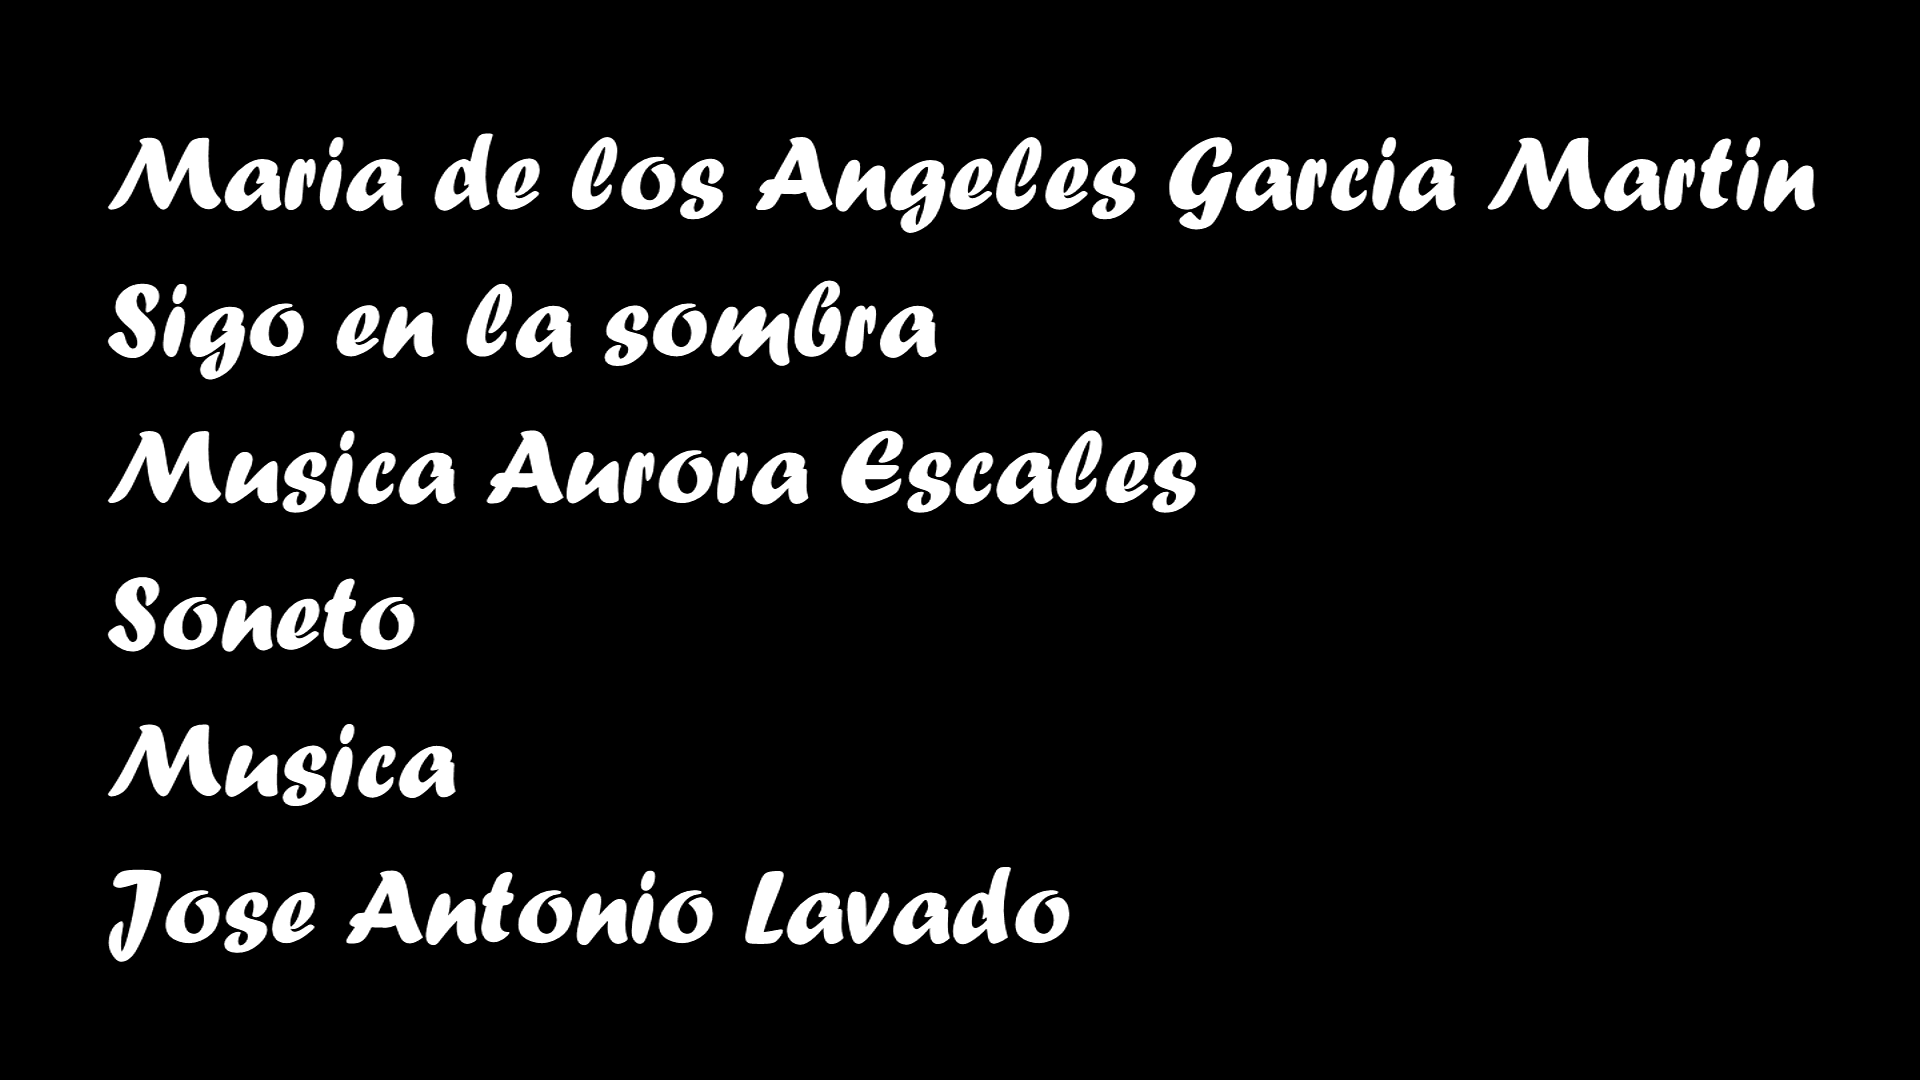 Maria de los Angeles Garcia Martin
Sigo en la sombra
Musica Aurora Escales
Soneto
Musica
Jose Antonio Lavado